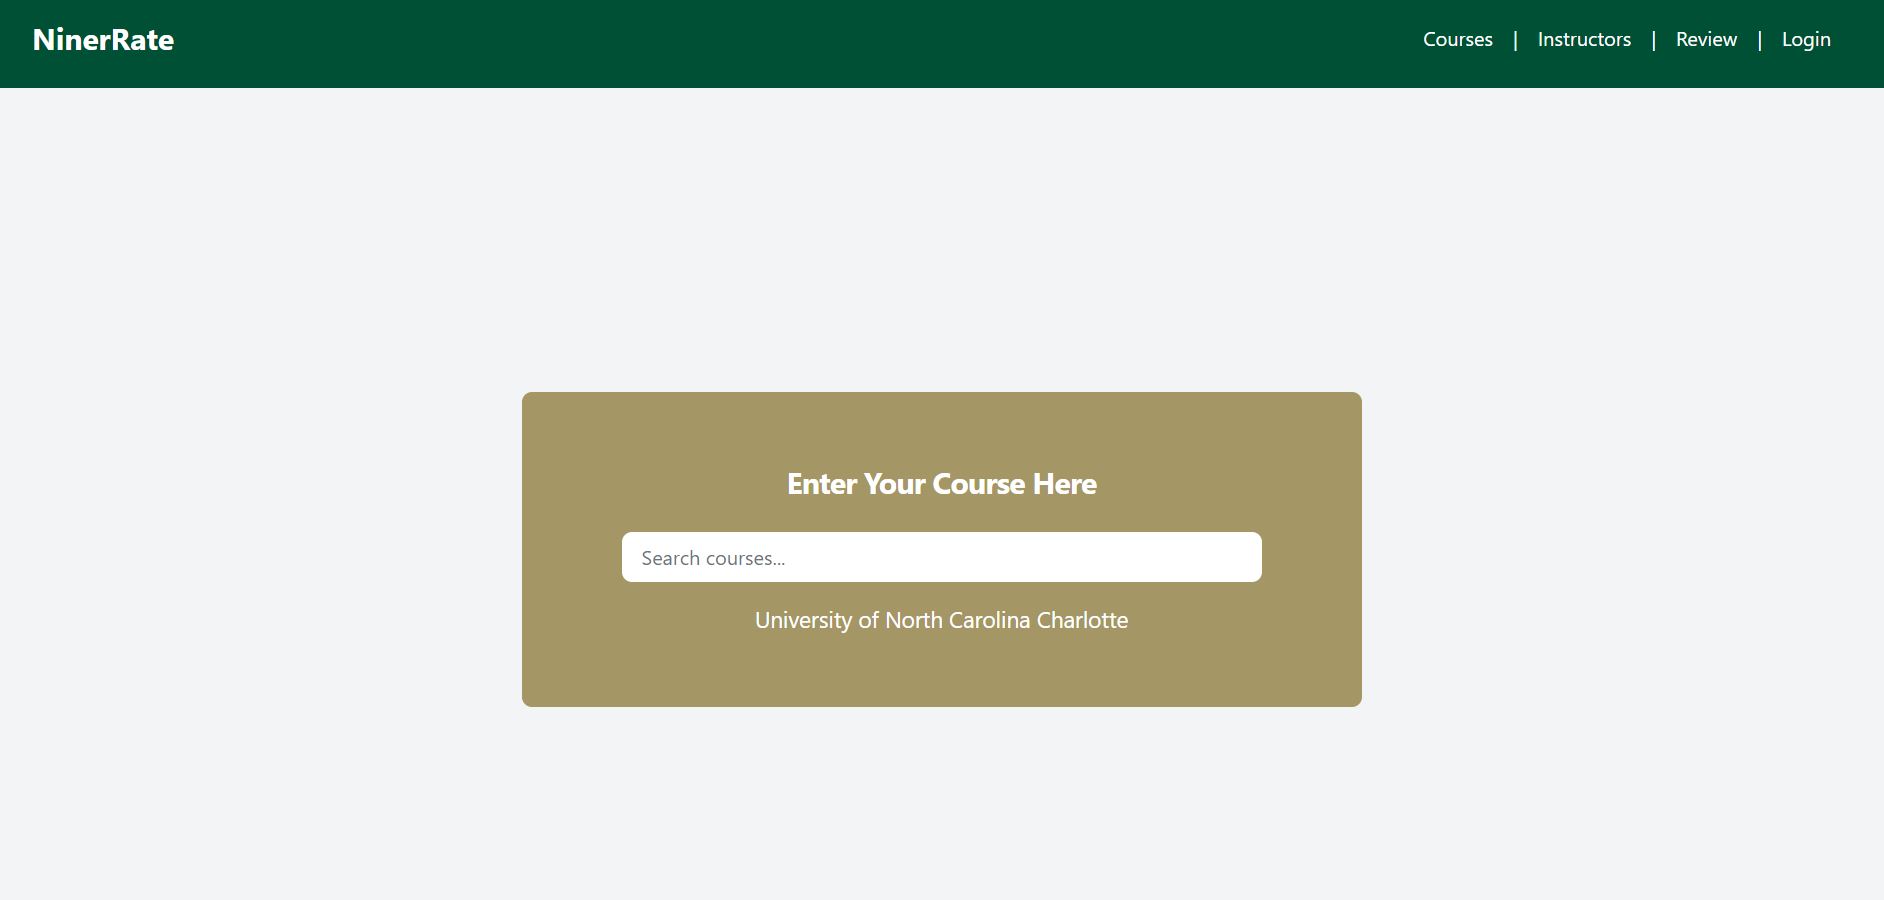 NinerRate
Courses | Instructors | Review | Login
Enter Your Course Here
Search courses...
University of North Carolina Charlotte